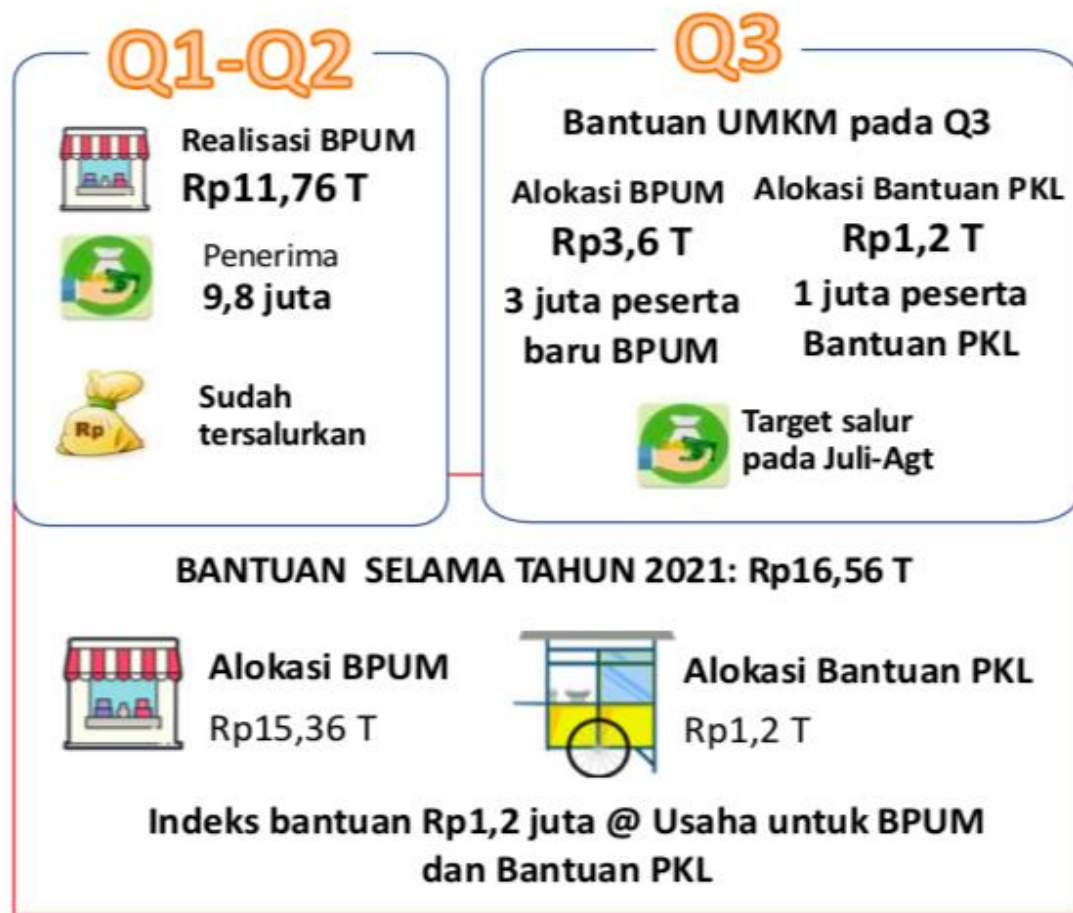 Q1-Q2
Realisasi BPUM
Rp11,76 T
Penerima
9,8 juta
Rp
Sudah
tersalurkan
Q3
Bantuan UMKM pada Q3
Alokasi BPUM
Rp3,6 T
3 juta peserta
baru BPUM
Alokasi Bantuan PKL
Rp1,2 T
1 juta peserta
Bantuan PKL
Target salur
pada Juli-Agt
BANTUAN SELAMA TAHUN 2021: Rp16,56 T
Alokasi BPUM
Rp15,36 T
Alokasi Bantuan PKL
Rp1,2 T
Indeks bantuan Rp1,2 juta @ Usaha untuk BPUM
dan Bantuan PKL